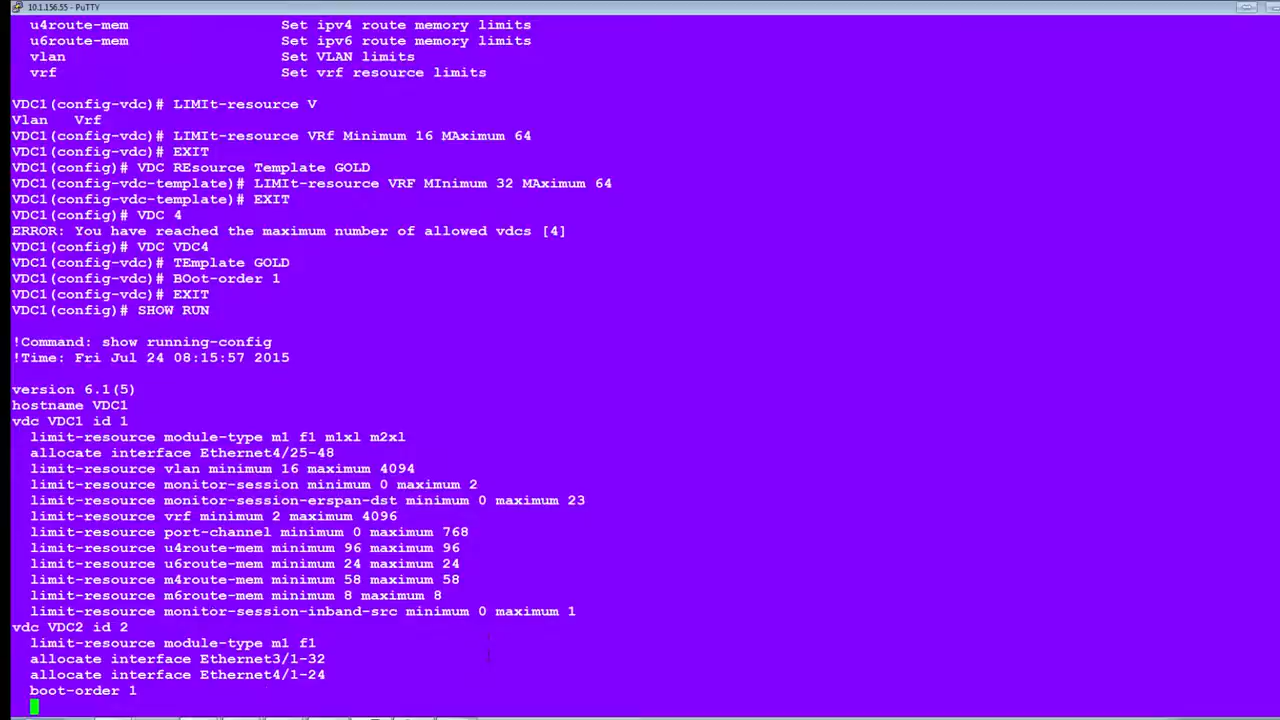 10.1.156.55 - PuTTY
u4route-mem Set ipv4 route memory limits
u6route-mem Set ipv6 route memory limits
vlan Set VLAN limits
vrf Set vrf resource limits
VDC1(config-vdc)# LIMIt-resource V
Vlan Vrf
VDC1(config-vdc)# LIMIt-resource VRf Minimum 16 MAximum 64
VDC1(config-vdc)# EXIT
VDC1(config)# VDC REsource Template GOLD
VDC1(config-vdc-template)# LIMIt-resource VRF MInimum 32 MAximum 64
VDC1(config-vdc-template)# EXIT
VDC1(config)# VDC 4
ERROR: You have reached the maximum number of allowed vdcs [4]
VDC1(config)# VDC VDC4
VDC1(config-vdc)# TEmplate GOLD
VDC1(config-vdc)# BOot-order 1
VDC1(config-vdc)# EXIT
VDC1(config)# SHOW RUN
!Command: show running-config
!Time: Fri Jul 24 08:15:57 2015
version 6.1(5)
hostname VDC1
vdc VDC1 id 1
limit-resource module-type m1 f1 m1xl m2xl
allocate interface Ethernet4/25-48
limit-resource vlan minimum 16 maximum 4094
limit-resource monitor-session minimum 0 maximum 2
limit-resource monitor-session-erspan-dst minimum 0 maximum 23
limit-resource vrf minimum 2 maximum 4096
limit-resource port-channel minimum 0 maximum 768
limit-resource u4route-mem minimum 96 maximum 96
limit-resource u6route-mem minimum 24 maximum 24
limit-resource m4route-mem minimum 58 maximum 58
limit-resource m6route-mem minimum 8 maximum 8
limit-resource monitor-session-inband-src minimum 0 maximum 1
vdc VDC2 id 2
limit-resource module-type m1 f1
allocate interface Ethernet3/1-32
allocate interface Ethernet4/1-24
boot-order 1